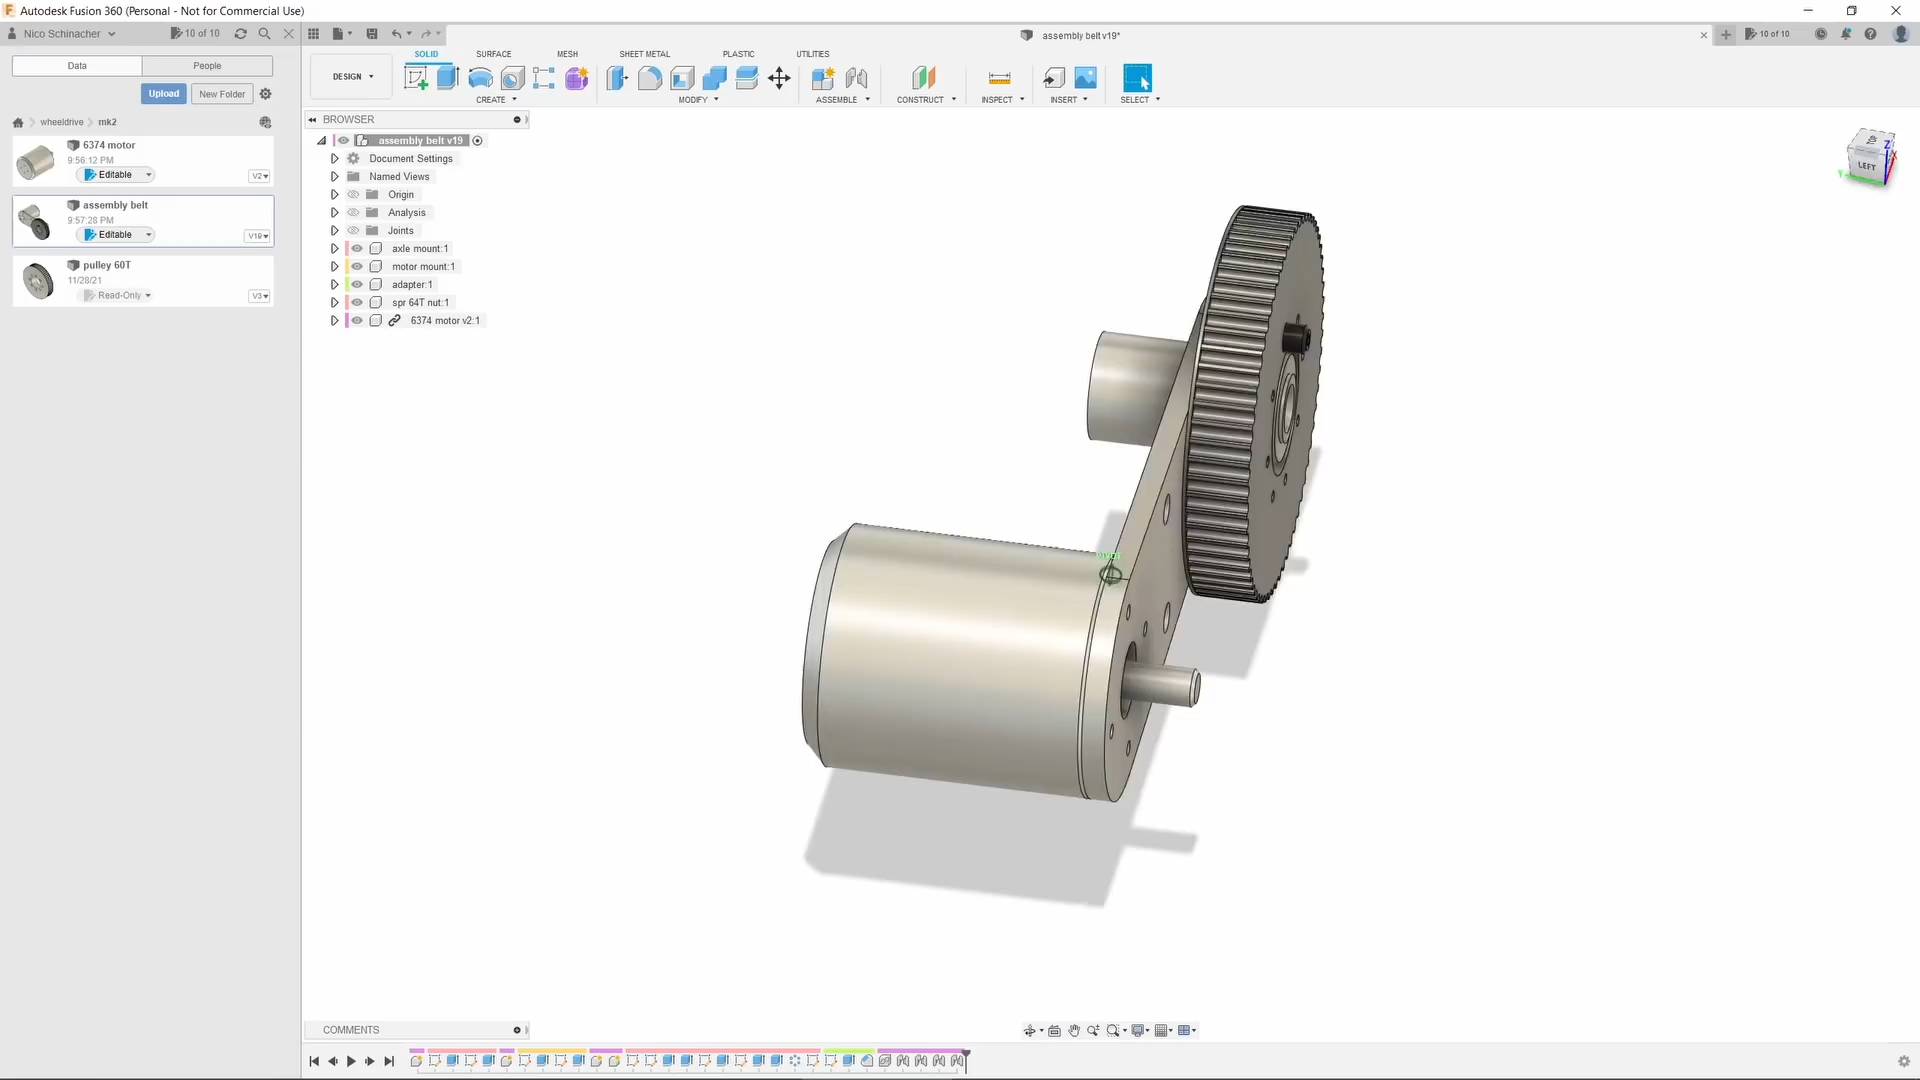 Autodesk Fusion 360 (Personal - Not for Commercial Use)
Nico Schinacher
10 of 10
assembly belt v19*
10 of 10
Data
People
Upload
New Folder
wheeldrive
mk2
6374 motor
9:56:12 PM
Editable
V2
assembly belt
9:57:28 PM
Editable
V19
pulley 60T
11/28/21
Read-Only
V3
DESIGN
SOLID
SURFACE
MESH
SHEET METAL
PLASTIC
UTILITIES
CREATE
MODIFY
ASSEMBLE
CONSTRUCT
INSPECT
INSERT
SELECT
BROWSER
assembly belt v19
Document Settings
Named Views
Origin
Analysis
Joints
axle mount:1
motor mount:1
adapter:1
spr 64T nut:1
6374 motor v2:1
LEFT
Z
X
Y
COMMENTS